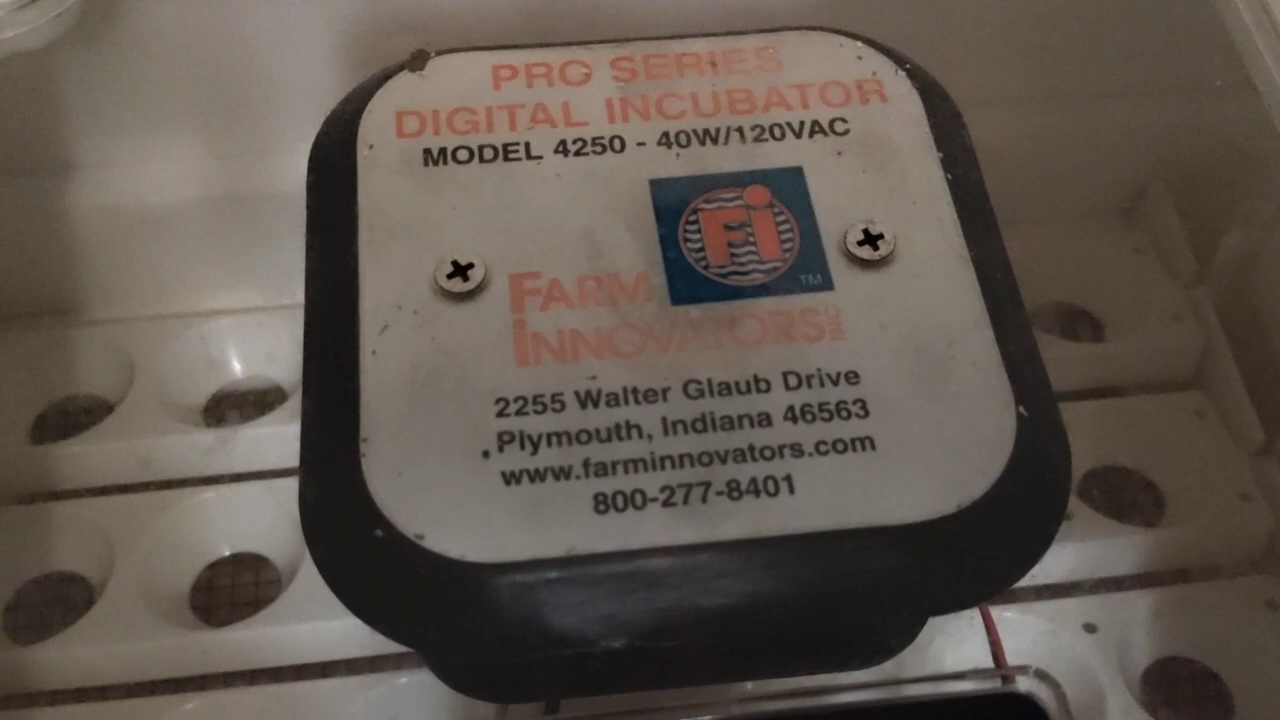 PRO SERIES
DIGITAL INCUBATOR
MODEL 4250 - 40W/120VAC
Fi
TM
FARM
INNOVATORS INC
2255 Walter Glaub Drive
Plymouth, Indiana 46563
www.farminnovators.com
800-277-8401